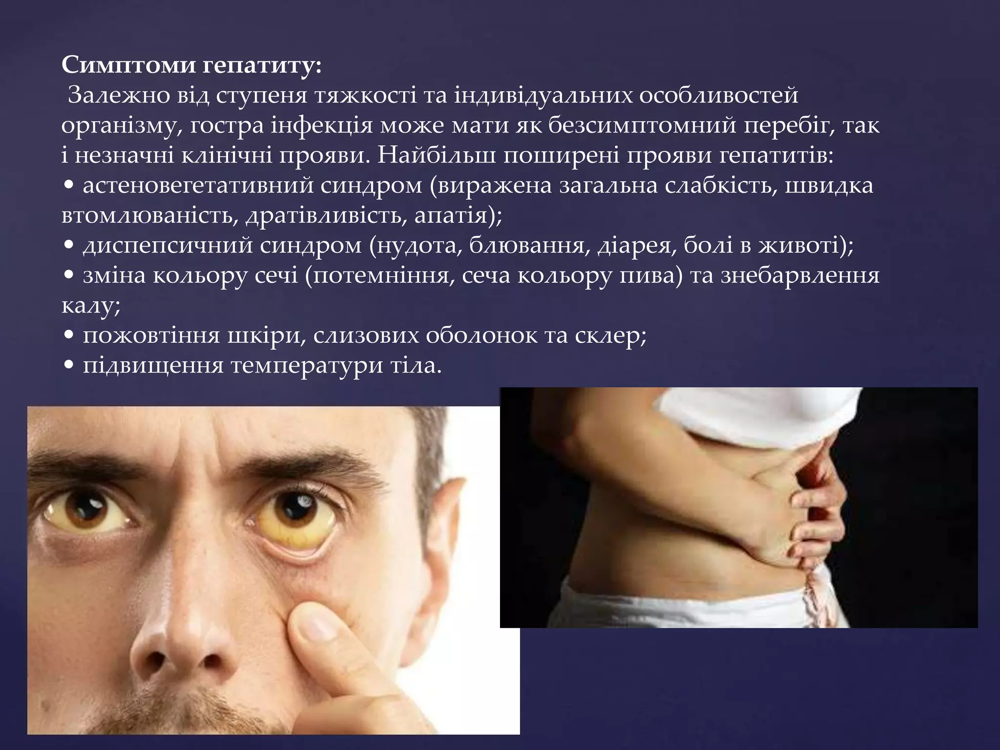 Симптоми гепатиту:
Залежно від ступеня тяжкості та індивідуальних особливостей
організму, гостра інфекція може мати як безсимптомний перебіг, так
і незначні клінічні прояви. Найбільш поширені прояви гепатитів:
• астеновегетативний синдром (виражена загальна слабкість, швидка
втомлюваність, дратівливість, апатія);
• диспепсичний синдром (нудота, блювання, діарея, болі в животі);
• зміна кольору сечі (потемніння, сеча кольору пива) та знебарвлення
калу;
• пожовтіння шкіри, слизових оболонок та склер;
• підвищення температури тіла.